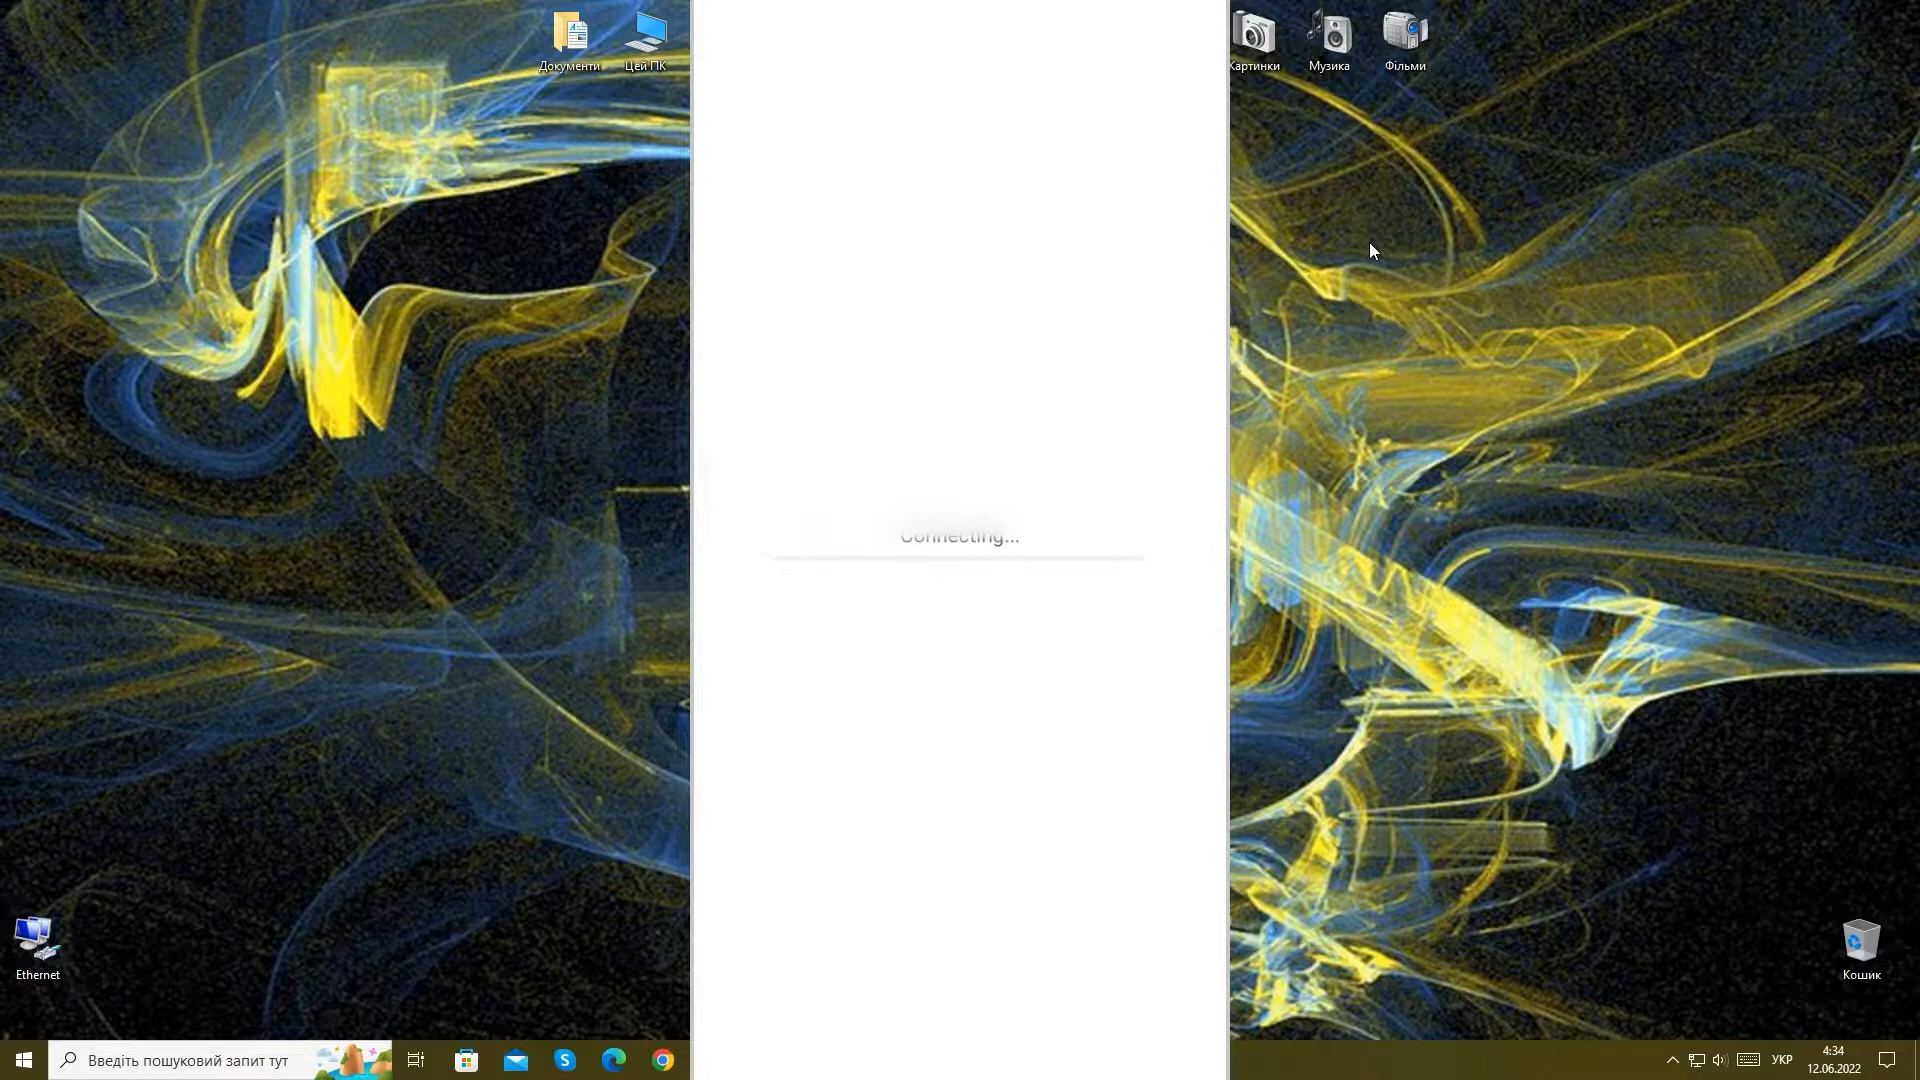 Документи
Цей ПК
Картинки
Музика
Фільми
Connecting...
Ethernet
Кошик
Введіть пошуковий запит тут
УКР
4:34
12.06.2022